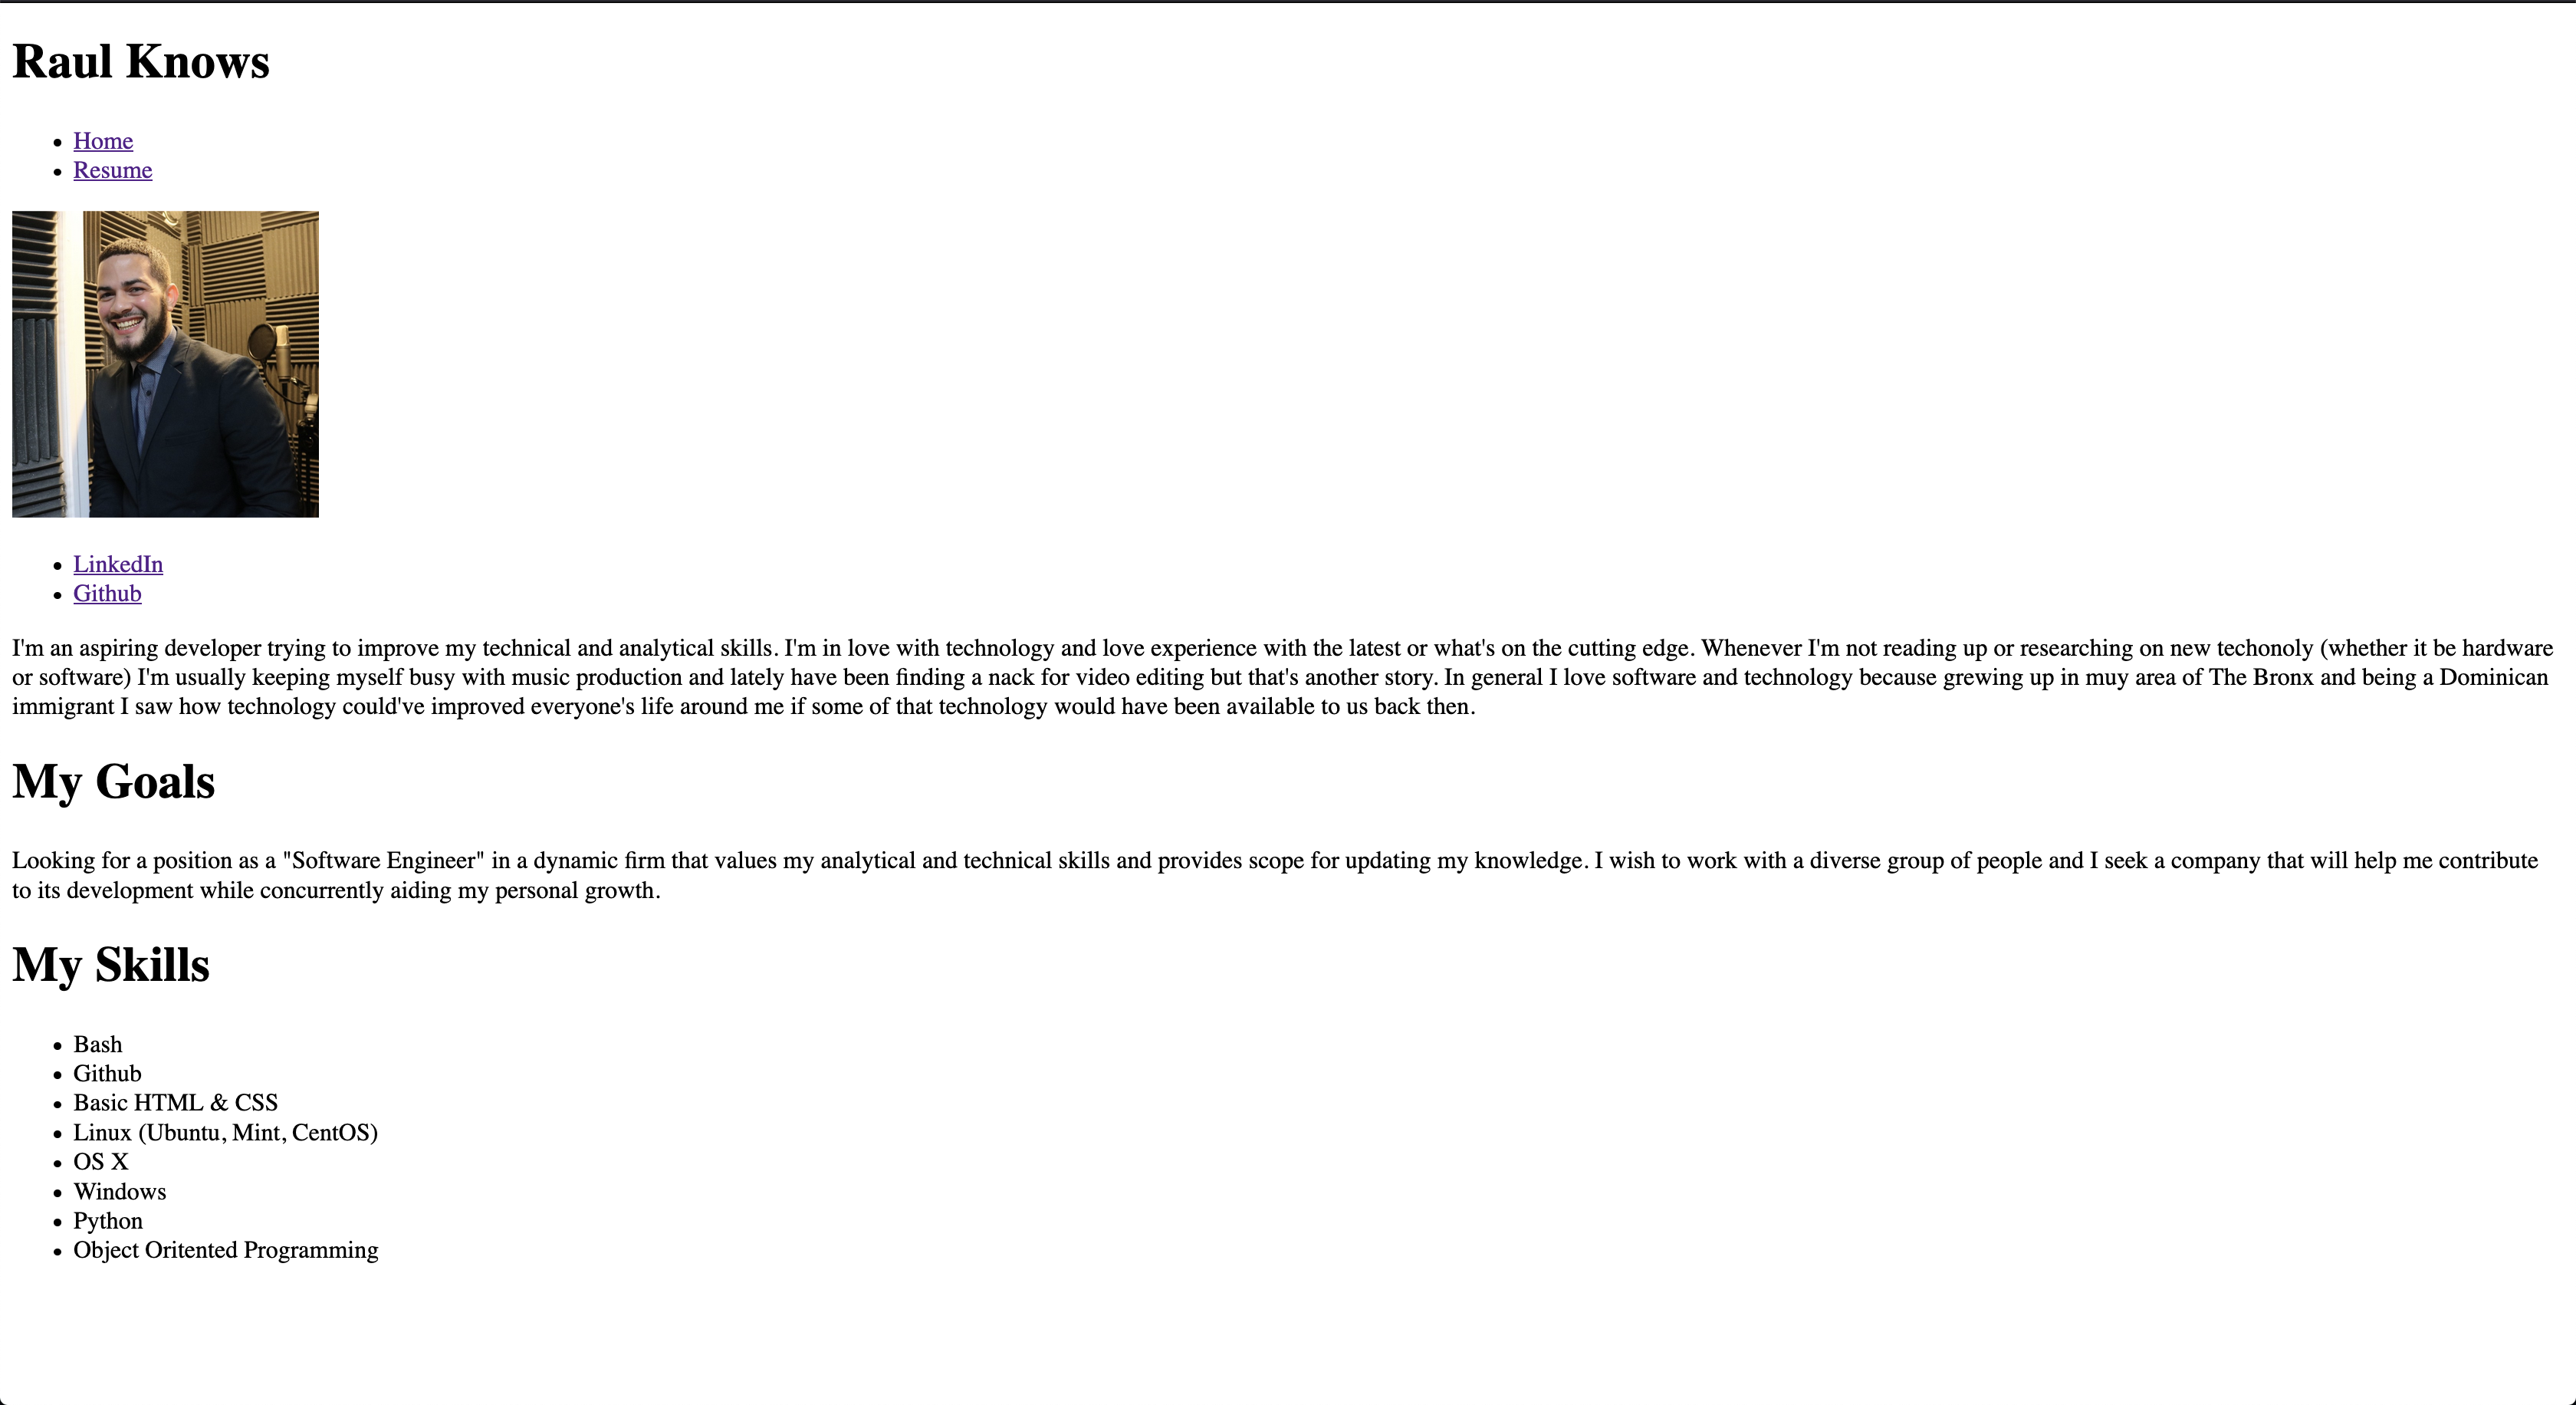 Raul Knows
Home
Resume
LinkedIn
Github
I'm an aspiring developer trying to improve my technical and analytical skills. I'm in love with technology and love experience with the latest or what's on the cutting edge. Whenever I'm not reading up or researching on new techonoly (whether it be hardware
or software) I'm usually keeping myself busy with music production and lately have been finding a nack for video editing but that's another story. In general I love software and technology because grewing up in muy area of The Bronx and being a Dominican
immigrant I saw how technology could've improved everyone's life around me if some of that technology would have been available to us back then.
My Goals
Looking for a position as a "Software Engineer" in a dynamic firm that values my analytical and technical skills and provides scope for updating my knowledge. I wish to work with a diverse group of people and I seek a company that will help me contribute
to its development while concurrently aiding my personal growth.
My Skills
Bash
Github
Basic HTML & CSS
Linux (Ubuntu, Mint, CentOS)
OS X
Windows
Python
Object Oritented Programming